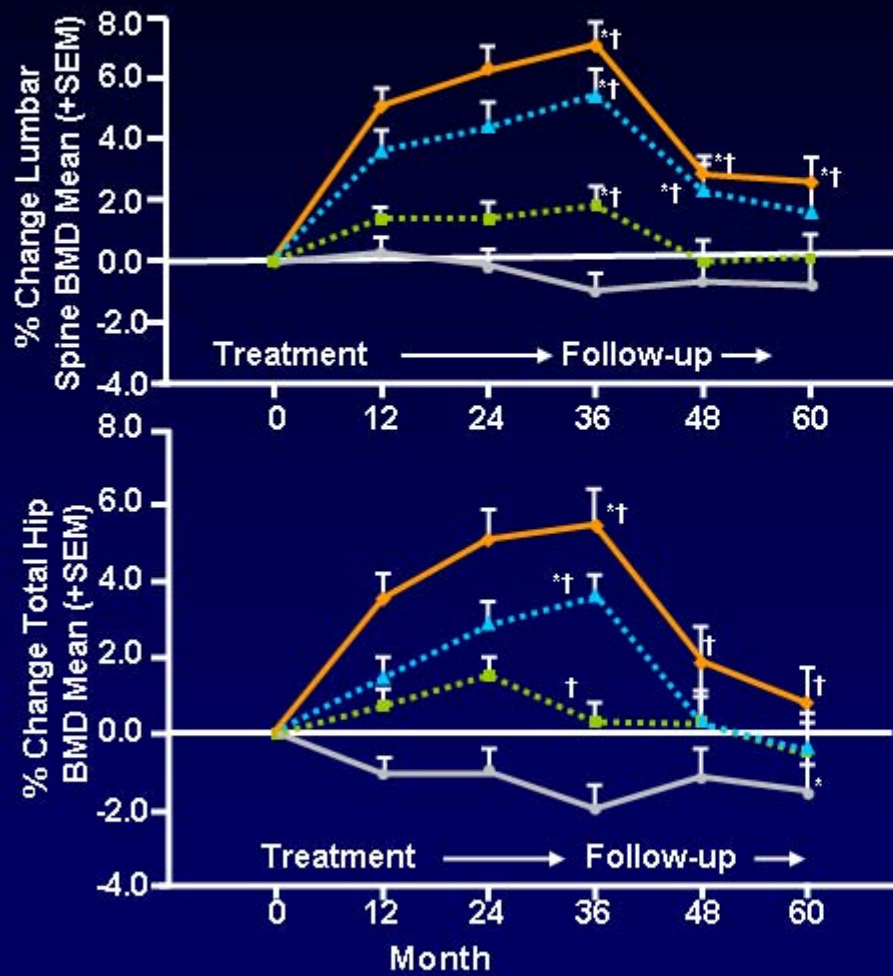 % Change Lumbar
Spine BMD Mean (+SEM)
8.0
6.0
4.0
2.0
0.0
-2.0
-4.0
*†
*†
*†
*†
*†
*†
Treatment
Follow-up
0 12 24 36 48 60
% Change Total Hip
BMD Mean (+SEM)
8.0
6.0
4.0
2.0
0.0
-2.0
-4.0
*†
*†
†
†
†
*
Treatment
Follow-up
0 12 24 36 48 60
Month